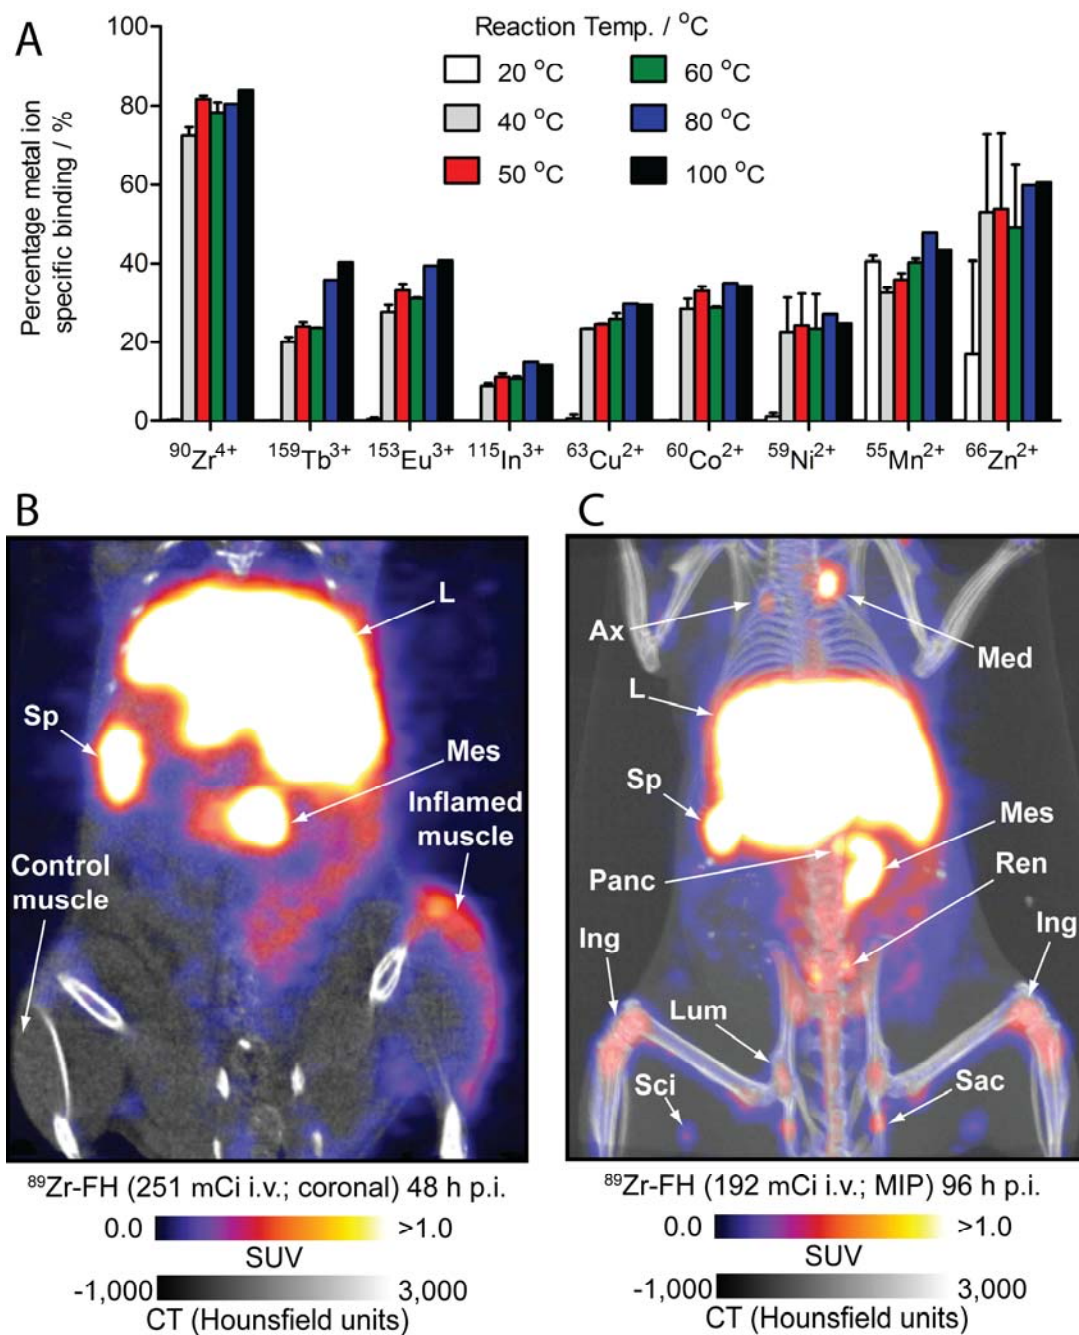 A
Reaction Temp. / °C
20 °C
60 °C
40 °C
80 °C
50 °C
100 °C
Percentage metal ion
specific binding / %
100
80
60
40
20
0
⁹⁰Zr⁴⁺ ¹⁵⁹Tb³⁺ ¹⁵³Eu³⁺ ¹¹⁵In³⁺ ⁶³Cu²⁺ ⁶⁰Co²⁺ ⁵⁹Ni²⁺ ⁵⁵Mn²⁺ ⁶⁶Zn²⁺
B
L
Sp
Mes
Inflamed
muscle
Control
muscle
⁸⁹Zr-FH (251 mCi i.v.; coronal) 48 h p.i.
0.0 >1.0
SUV
-1,000 3,000
CT (Hounsfield units)
C
Ax
Med
L
Sp
Mes
Panc
Ren
Ing
Ing
Lum
Sci
Sac
⁸⁹Zr-FH (192 mCi i.v.; MIP) 96 h p.i.
0.0 >1.0
SUV
-1,000 3,000
CT (Hounsfield units)